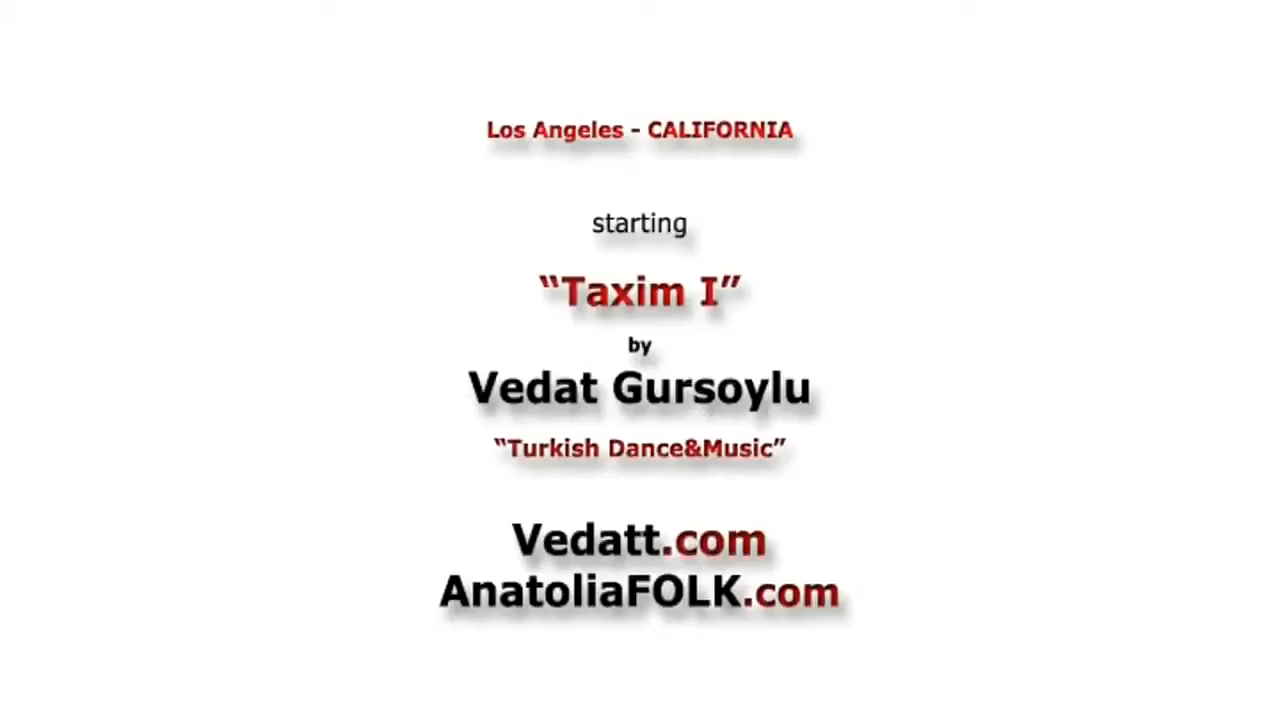 Los Angeles - CALIFORNIA
starting
“Taxim I”
by
Vedat Gursoylu
“Turkish Dance&Music”
Vedatt.com
AnatoliaFOLK.com